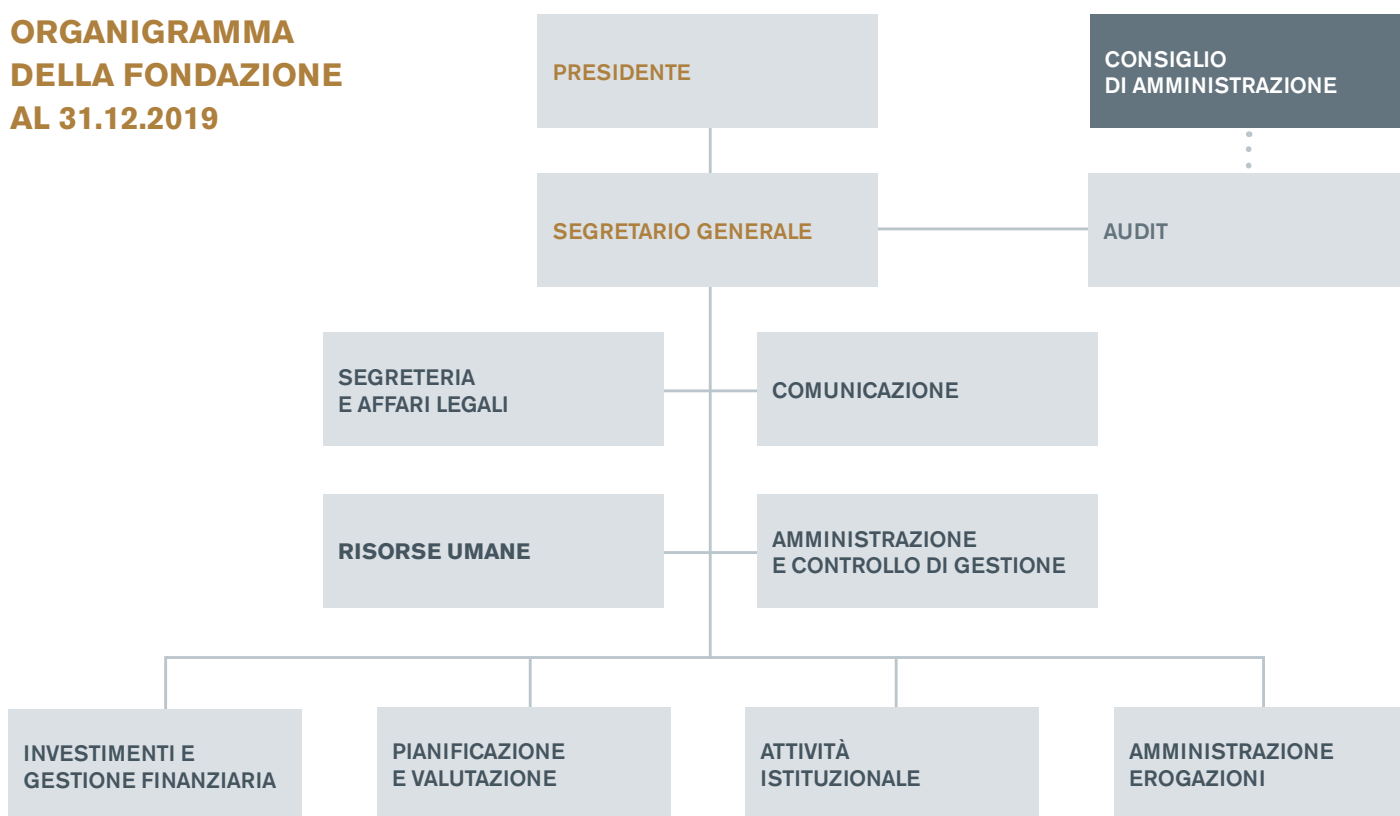 ORGANIGRAMMA
DELLA FONDAZIONE
AL 31.12.2019
PRESIDENTE
CONSIGLIO
DI AMMINISTRAZIONE
SEGRETARIO GENERALE
AUDIT
SEGRETERIA
E AFFARI LEGALI
COMUNICAZIONE
RISORSE UMANE
AMMINISTRAZIONE
E CONTROLLO DI GESTIONE
INVESTIMENTI E
GESTIONE FINANZIARIA
PIANIFICAZIONE
E VALUTAZIONE
ATTIVITÀ
ISTITUZIONALE
AMMINISTRAZIONE
EROGAZIONI